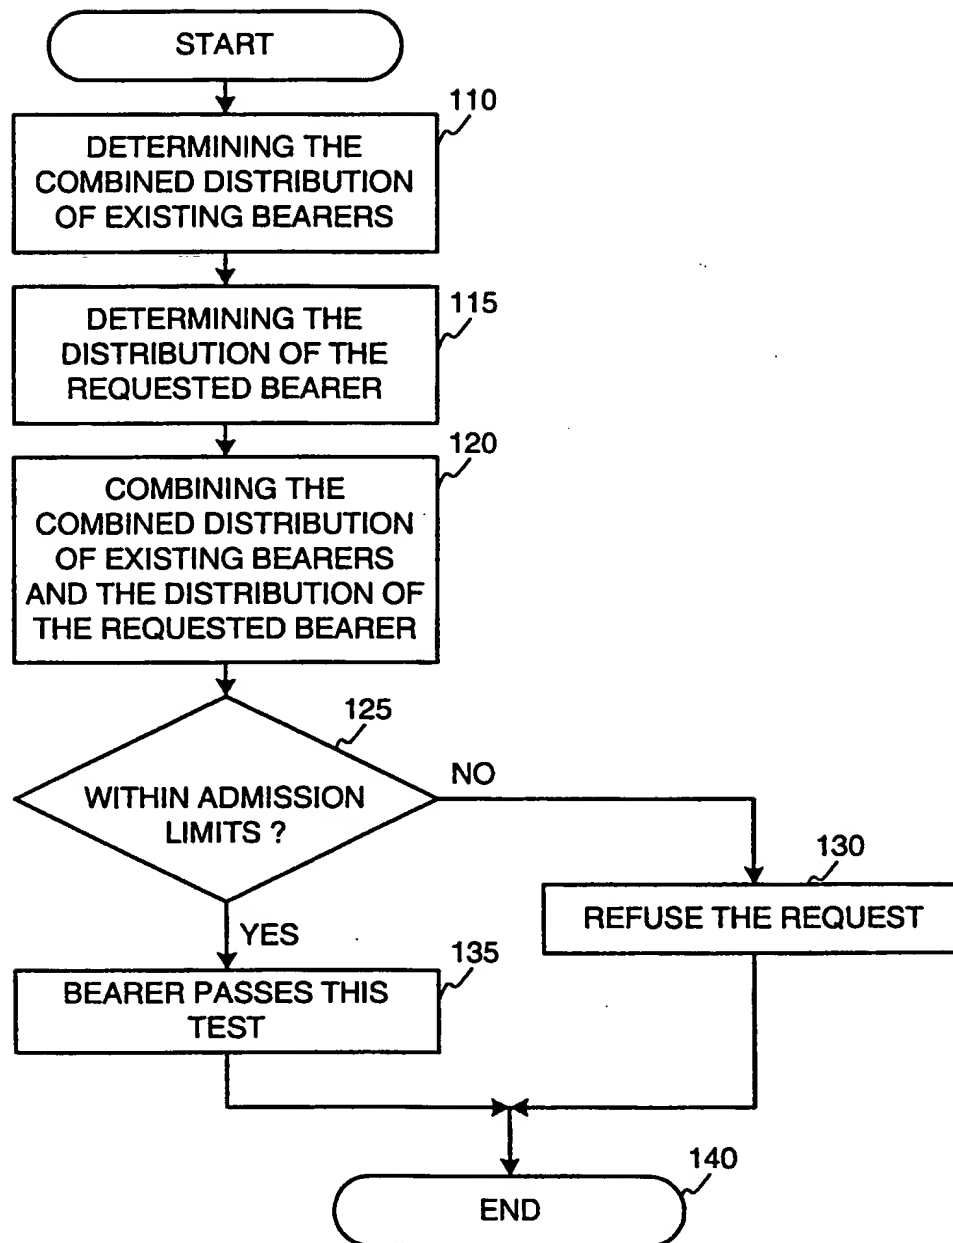 START
110
DETERMINING THE
COMBINED DISTRIBUTION
OF EXISTING BEARERS
115
DETERMINING THE
DISTRIBUTION OF THE
REQUESTED BEARER
120
COMBINING THE
COMBINED DISTRIBUTION
OF EXISTING BEARERS
AND THE DISTRIBUTION OF
THE REQUESTED BEARER
125
WITHIN ADMISSION
LIMITS ?
NO
130
REFUSE THE REQUEST
YES
135
BEARER PASSES THIS
TEST
140
END